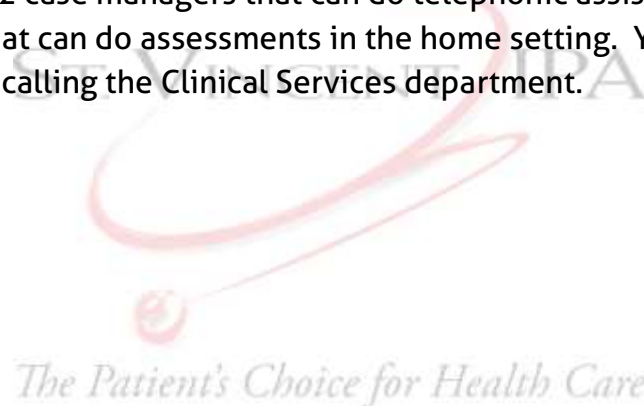 2 case managers that can do telephonic assis
at can do assessments in the home setting. Y
calling the Clinical Services department.
ST. VINCENT IPA
The Patient's Choice for Health Care